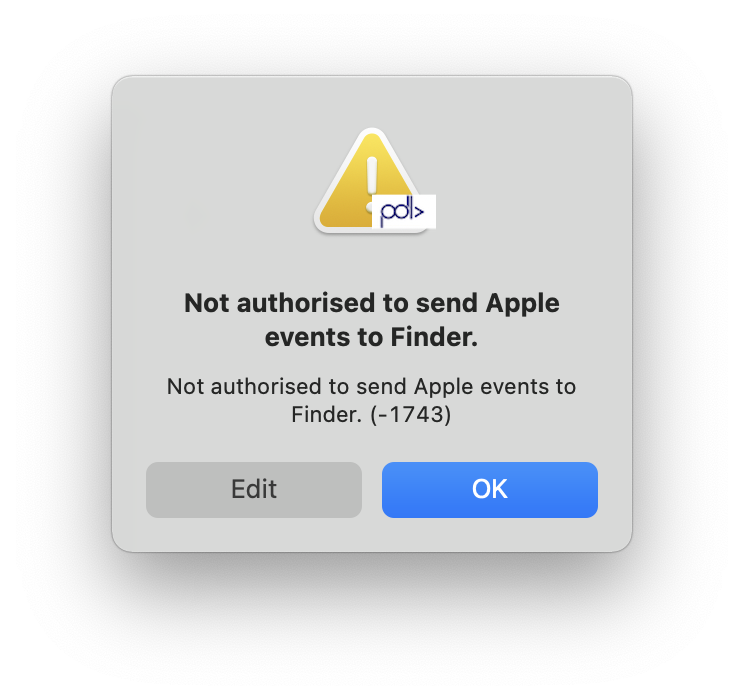 pdl>
Not authorised to send Apple
events to Finder.
Not authorised to send Apple events to
Finder. (-1743)
Edit
OK